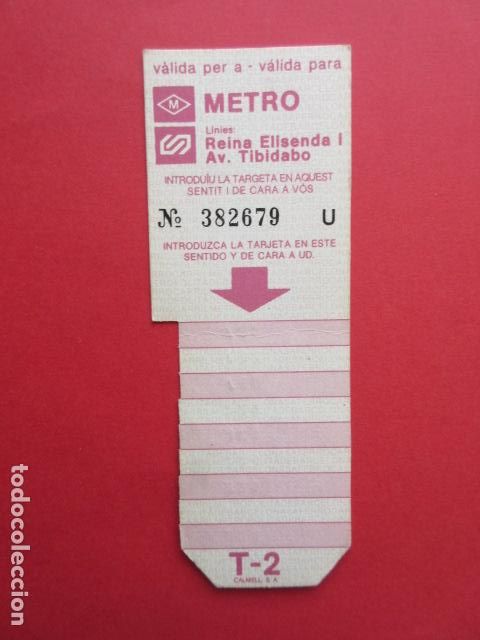 vàlida per a - válida para
M
METRO
Línies:
Reina Elisenda i
Av. Tibidabo
INTRODUÏU LA TARGETA EN AQUEST
SENTIT I DE CARA A VÓS
Nº 382679 U
INTRODUZCA LA TARJETA EN ESTE
SENTIDO Y DE CARA A UD.
T-2
CALMELL, S.A.
todocoleccion.net